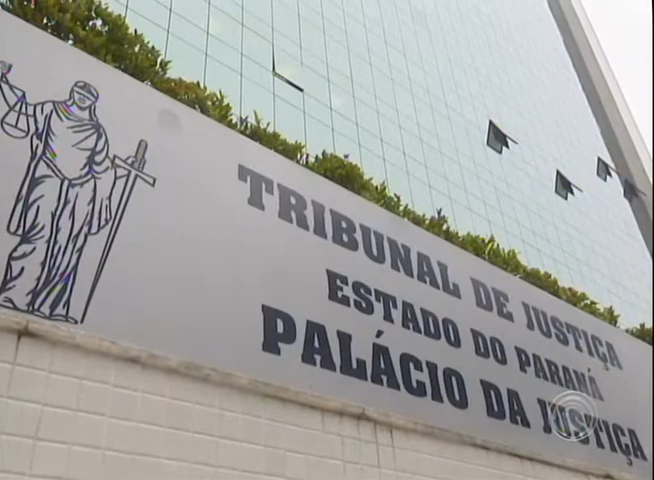 TRIBUNAL DE JUSTIÇA
ESTADO DO PARANÁ
PALÁCIO DA JUSTIÇA